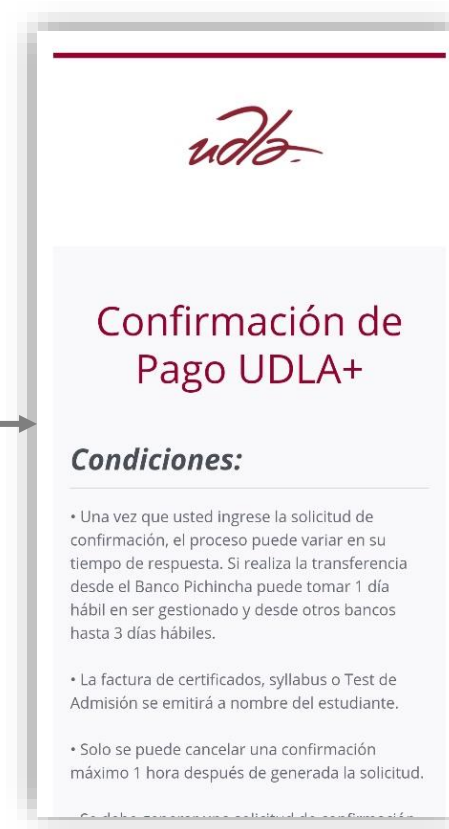 udla-
Confirmación de
Pago UDLA+
Condiciones:
• Una vez que usted ingrese la solicitud de
confirmación, el proceso puede variar en su
tiempo de respuesta. Si realiza la transferencia
desde el Banco Pichincha puede tomar 1 día
hábil en ser gestionado y desde otros bancos
hasta 3 días hábiles.
• La factura de certificados, syllabus o Test de
Admisión se emitirá a nombre del estudiante.
• Solo se puede cancelar una confirmación
máximo 1 hora después de generada la solicitud.